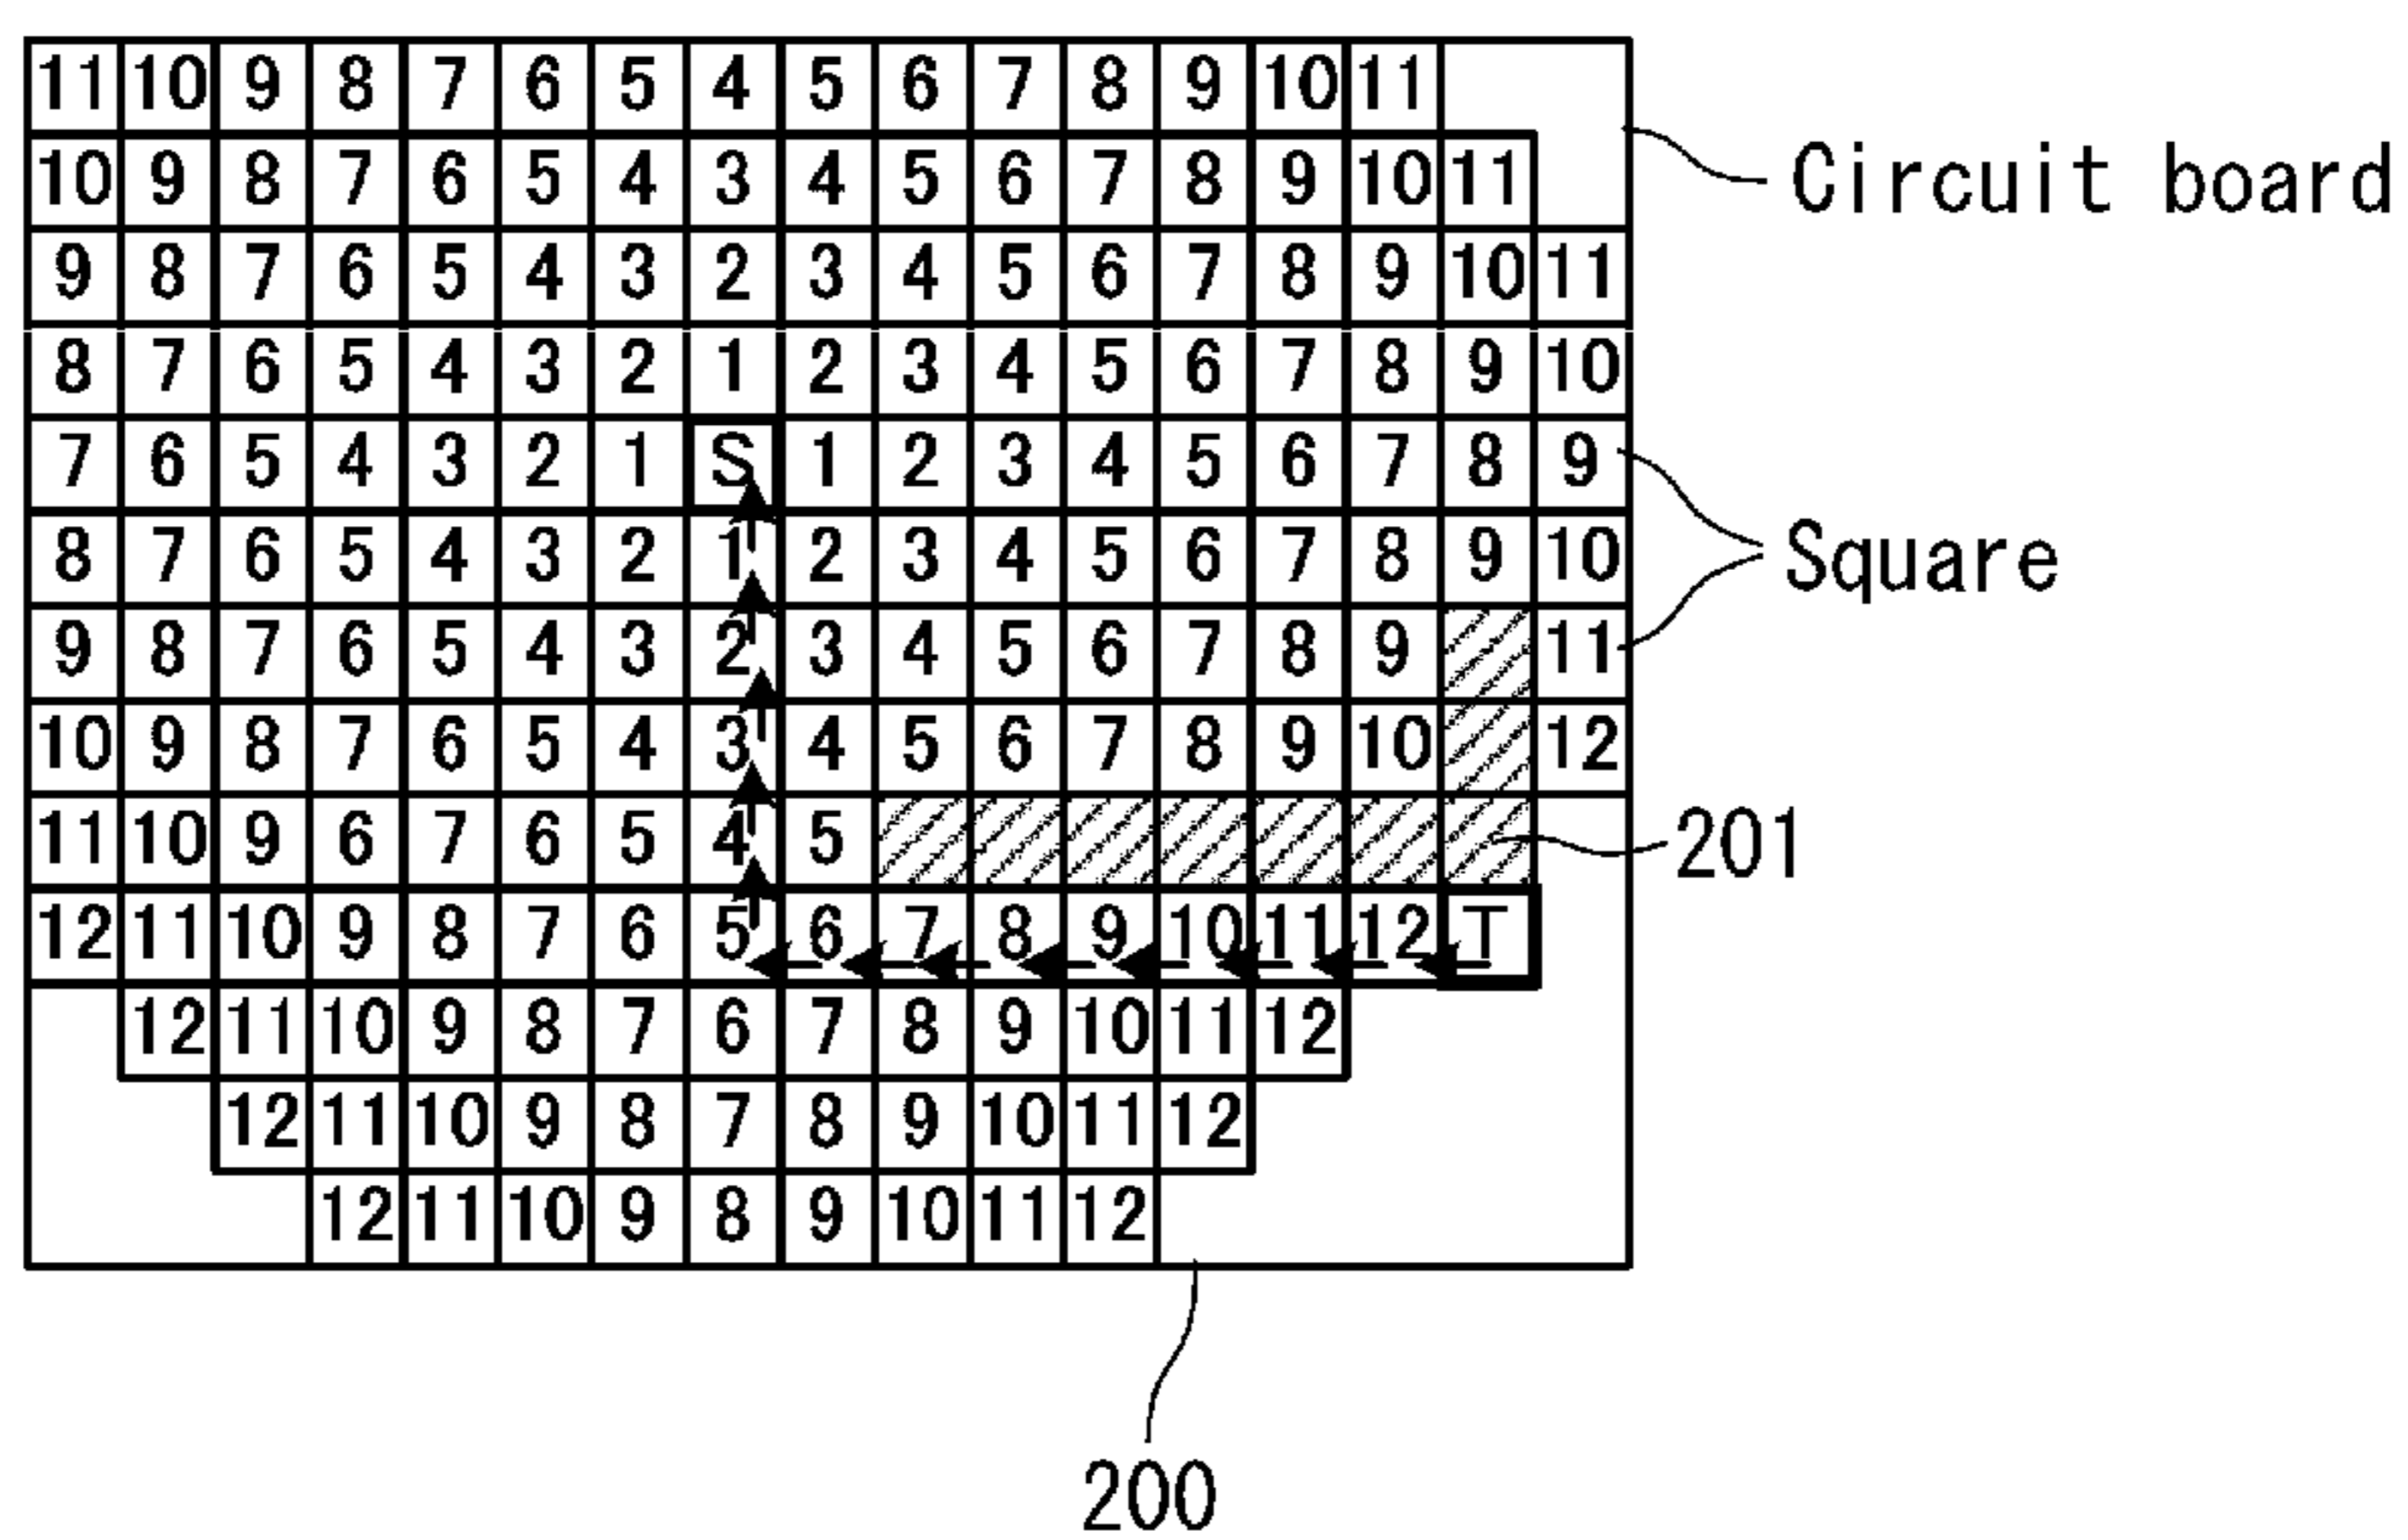 11 10 9 8 7 6 5 4 5 6 7 8 9 10 11
10 9 8 7 6 5 4 3 4 5 6 7 8 9 10 11
Circuit board
9 8 7 6 5 4 3 2 3 4 5 6 7 8 9 10 11
8 7 6 5 4 3 2 1 2 3 4 5 6 7 8 9 10
7 6 5 4 3 2 1 S 1 2 3 4 5 6 7 8 9
8 7 6 5 4 3 2 1 2 3 4 5 6 7 8 9 10
Square
9 8 7 6 5 4 3 2 3 4 5 6 7 8 9 11
10 9 8 7 6 5 4 3 4 5 6 7 8 9 10 12
11 10 9 6 7 6 5 4 5
201
12 11 10 9 8 7 6 5 6 7 8 9 10 11 12 T
12 11 10 9 8 7 6 7 8 9 10 11 12
12 11 10 9 8 7 8 9 10 11 12
12 11 10 9 8 9 10 11 12
200